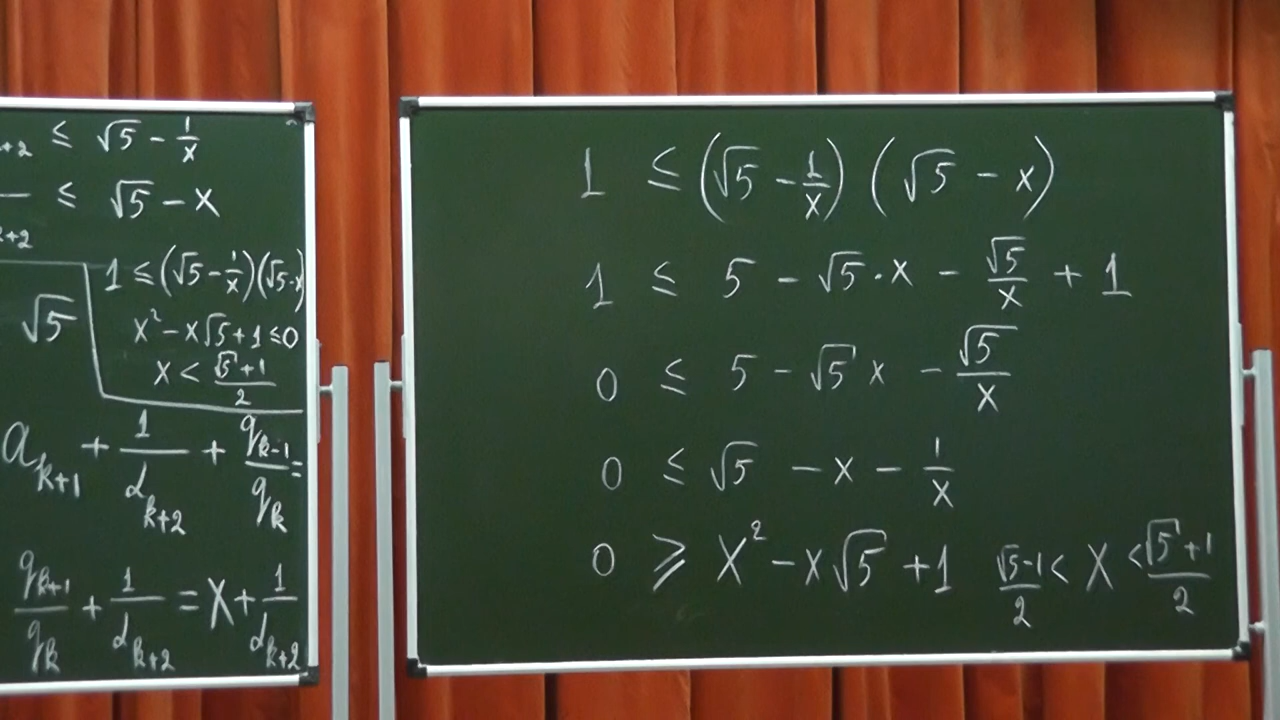 +2 ≤ √5 − 1/x
≤ √5 − x
k+2
1 ≤ (√5 − 1/x)(√5 − x)
√5
x² − x√5 + 1 ≤ 0
x < (√5 + 1)/2
a_{k+1} + 1/α_{k+2} + q_{k-1}/q_k =
q_{k+1}/q_k + 1/α_{k+2} = x + 1/α_{k+2}
1 ≤ (√5 − 1/x) (√5 − x)
1 ≤ 5 − √5 · x − √5/x + 1
0 ≤ 5 − √5 x − √5/x
0 ≤ √5 − x − 1/x
0 ≥ x² − x√5 + 1 (√5 − 1)/2 < x < (√5 + 1)/2